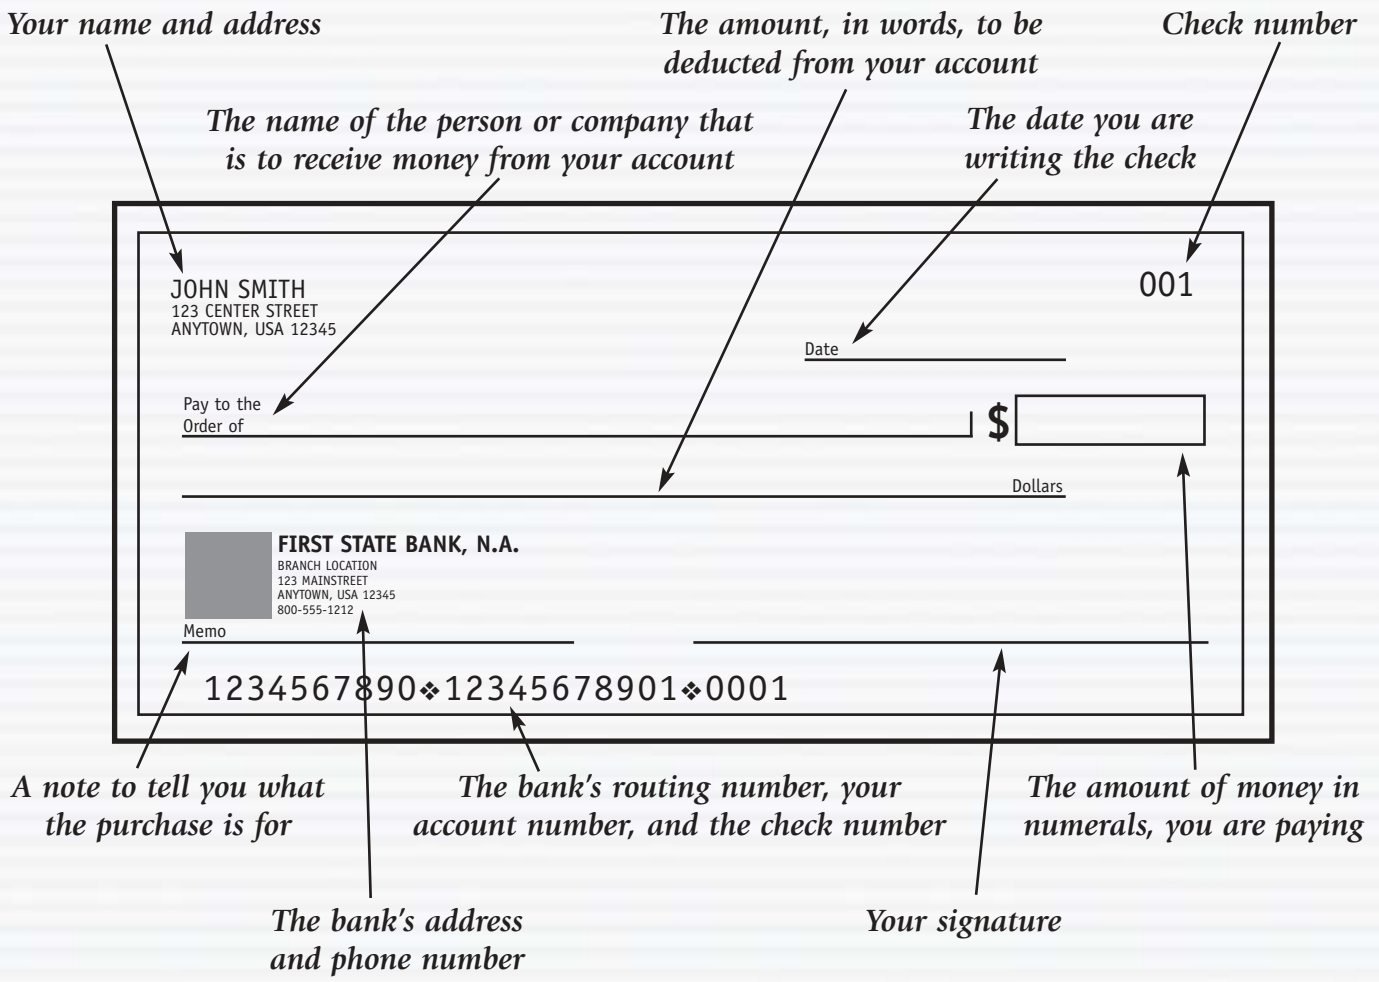 Your name and address
The amount, in words, to be
deducted from your account
Check number
The name of the person or company that
is to receive money from your account
The date you are
writing the check
JOHN SMITH
123 CENTER STREET
ANYTOWN, USA 12345
001
Date
Pay to the
Order of
$
Dollars
FIRST STATE BANK, N.A.
BRANCH LOCATION
123 MAINSTREET
ANYTOWN, USA 12345
800-555-1212
Memo
1234567890❖12345678901❖0001
A note to tell you what
the purchase is for
The bank's routing number, your
account number, and the check number
The amount of money in
numerals, you are paying
The bank's address
and phone number
Your signature